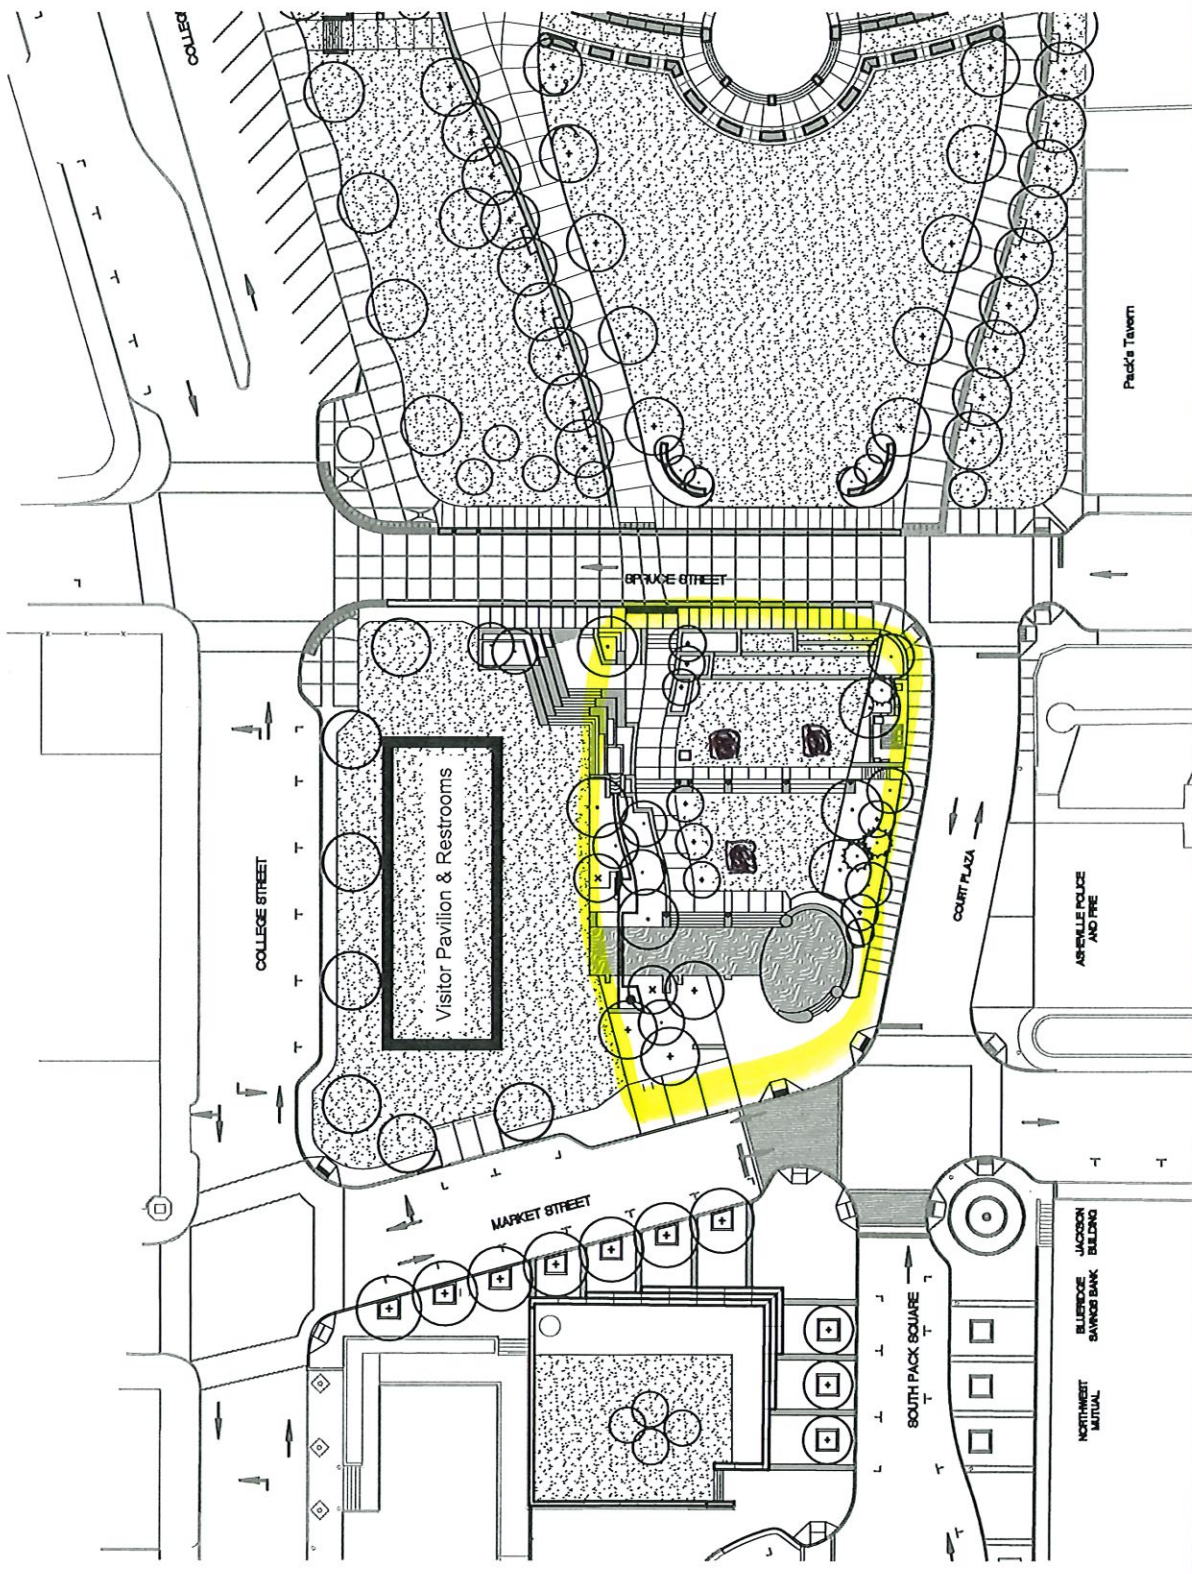 COLLEG
Pack's Tavern
SPRUCE STREET
Visitor Pavilion & Restrooms
COLLEGE STREET
COURT PLAZA
ASHEVILLE POLICE
AND FIRE
MARKET STREET
SOUTH PACK SQUARE
JACKSON
BUILDING
BLUERIDGE
SAVINGS BANK
NORTHWEST
MUTUAL